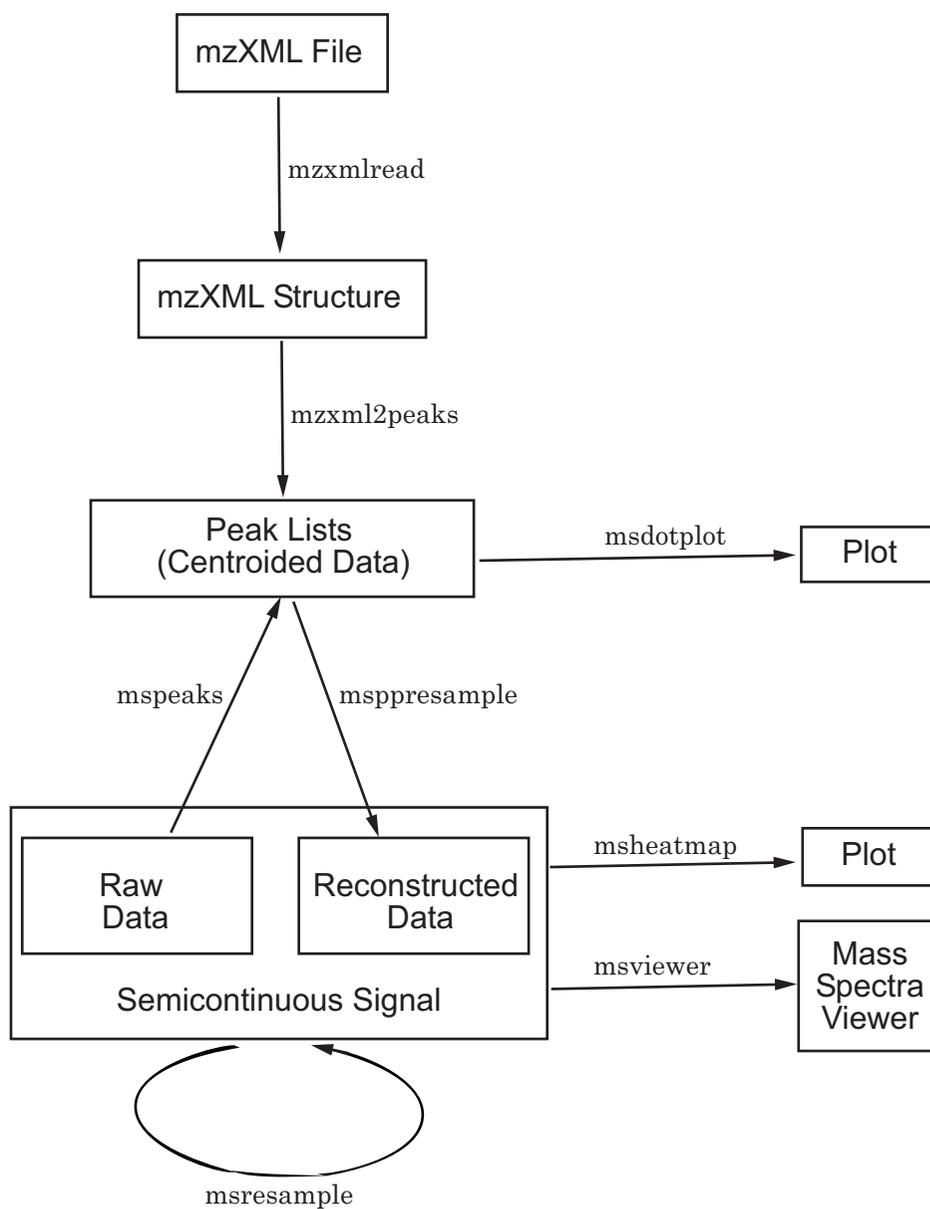 mzXML File
mzxmlread
mzXML Structure
mzxml2peaks
Peak Lists
(Centroided Data)
msdotplot
Plot
mspeaks
msppresample
Raw
Data
Reconstructed
Data
Semicontinuous Signal
msheatmap
Plot
msviewer
Mass
Spectra
Viewer
msresample